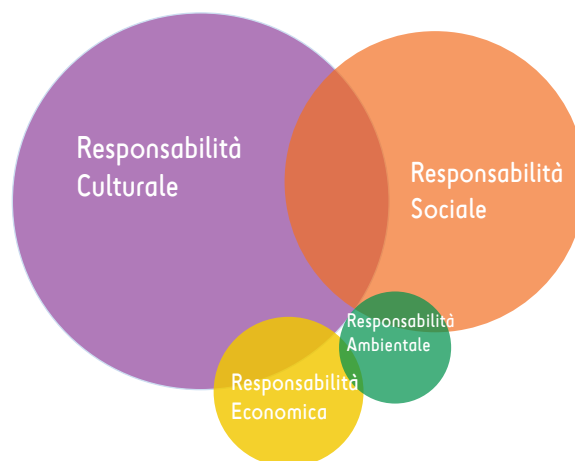 Responsabilità
Culturale
Responsabilità
Sociale
Responsabilità
Ambientale
Responsabilità
Economica